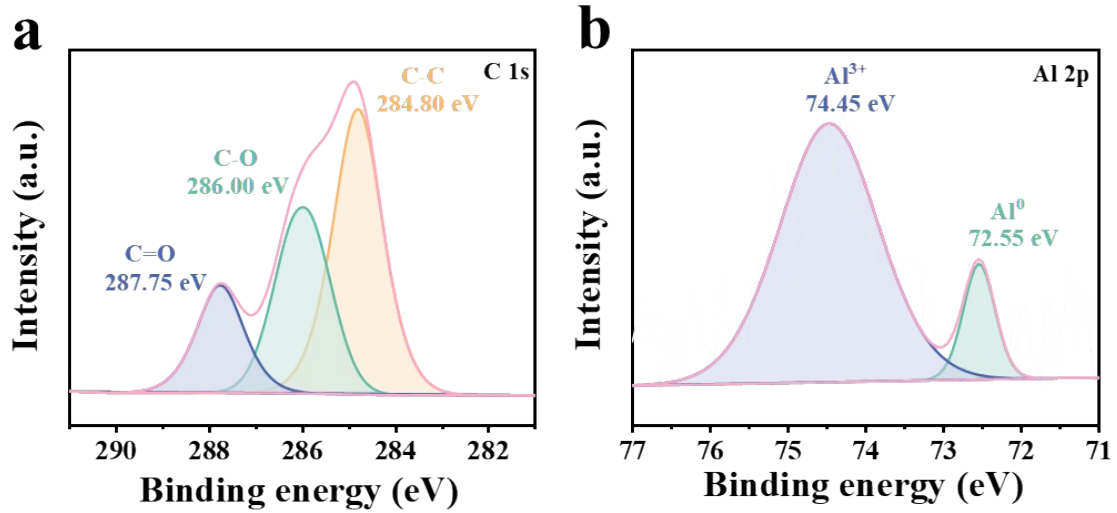 a
C 1s
C-C
284.80 eV
C-O
286.00 eV
C=O
287.75 eV
Intensity (a.u.)
290 288 286 284 282
Binding energy (eV)
b
Al 2p
Al³⁺
74.45 eV
Al⁰
72.55 eV
Intensity (a.u.)
77 76 75 74 73 72 71
Binding energy (eV)